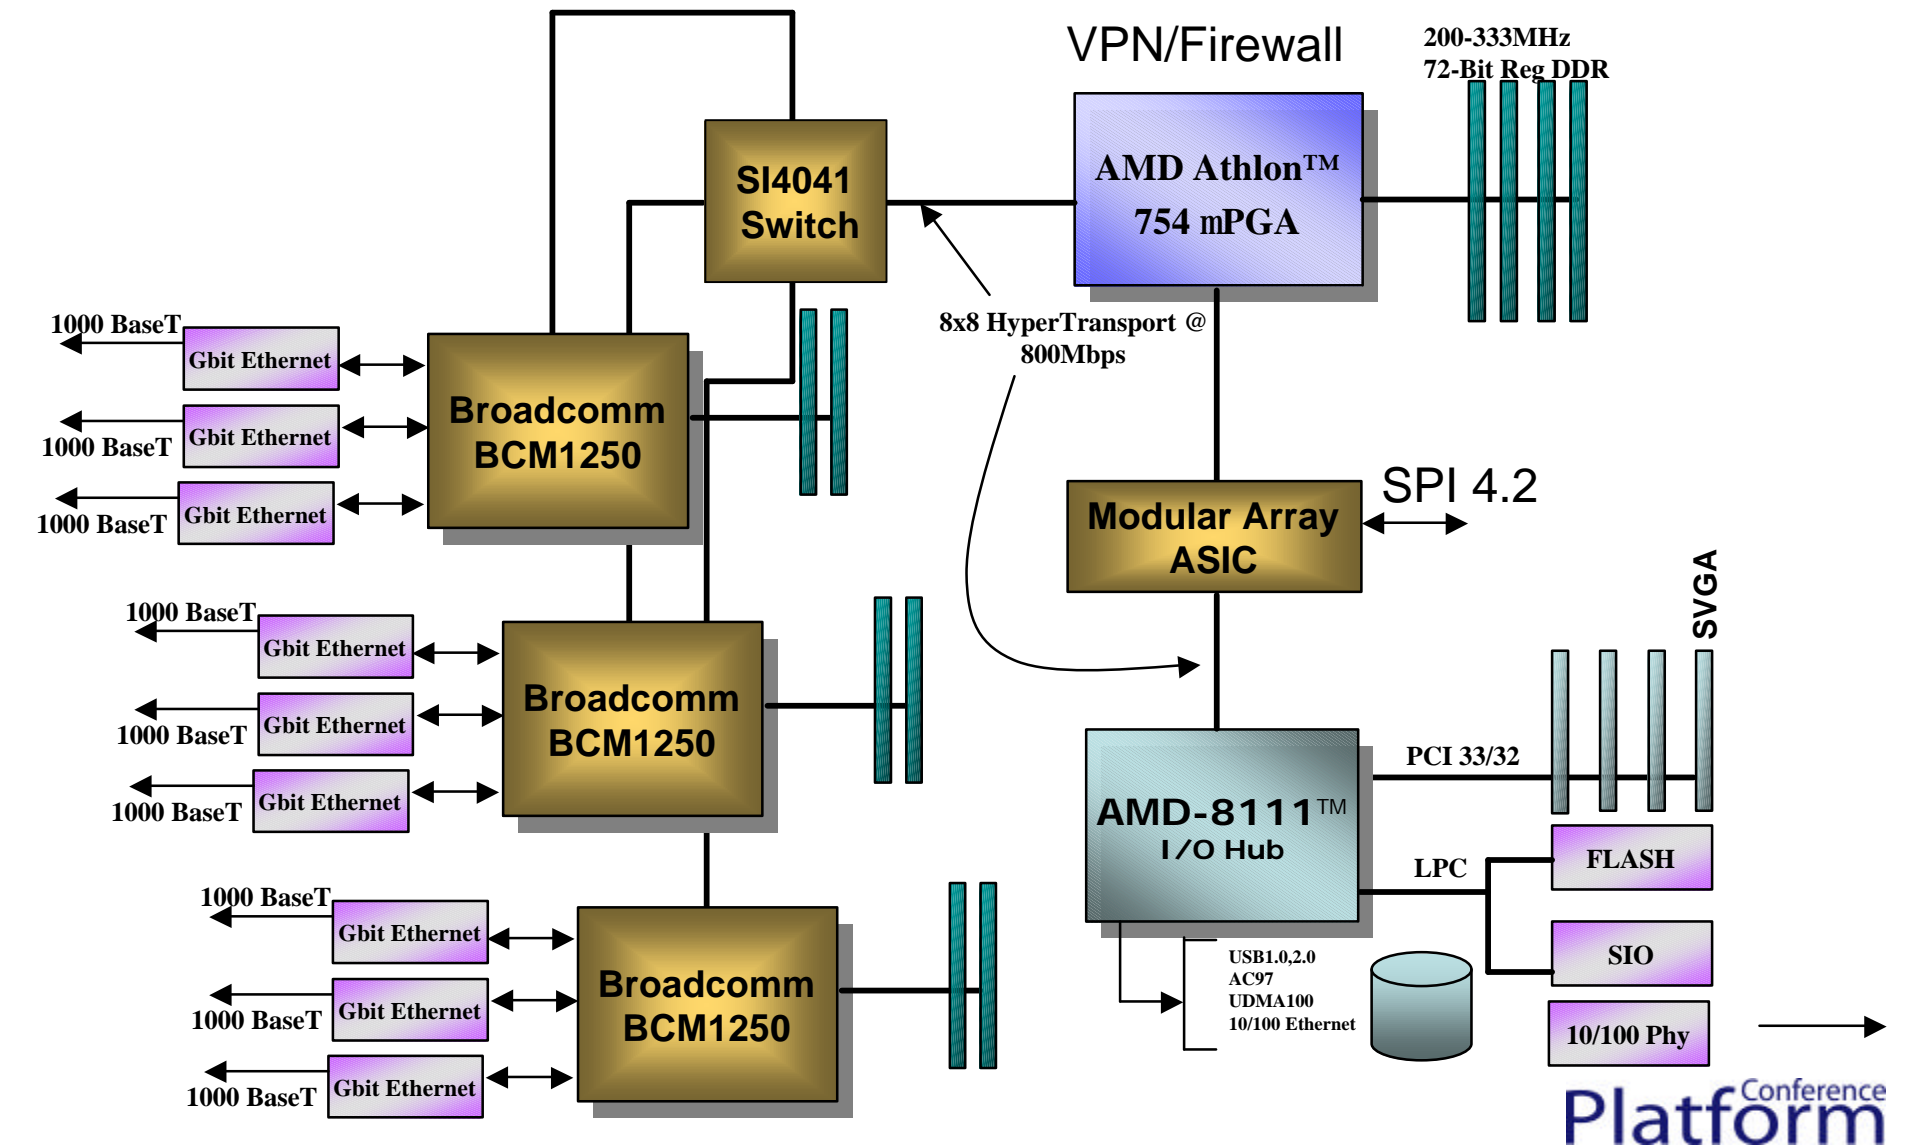 VPN/Firewall
200-333MHz
72-Bit Reg DDR
SI4041
Switch
AMD Athlon™
754 mPGA
8x8 HyperTransport @
800Mbps
1000 BaseT
Gbit Ethernet
1000 BaseT
Gbit Ethernet
1000 BaseT
Gbit Ethernet
Broadcomm
BCM1250
Modular Array
ASIC
SPI 4.2
SVGA
1000 BaseT
Gbit Ethernet
1000 BaseT
Gbit Ethernet
1000 BaseT
Gbit Ethernet
Broadcomm
BCM1250
AMD-8111™
I/O Hub
PCI 33/32
LPC
FLASH
SIO
10/100 Phy
USB1.0,2.0
AC97
UDMA100
10/100 Ethernet
1000 BaseT
Gbit Ethernet
1000 BaseT
Gbit Ethernet
1000 BaseT
Gbit Ethernet
Broadcomm
BCM1250
Conference
Platform